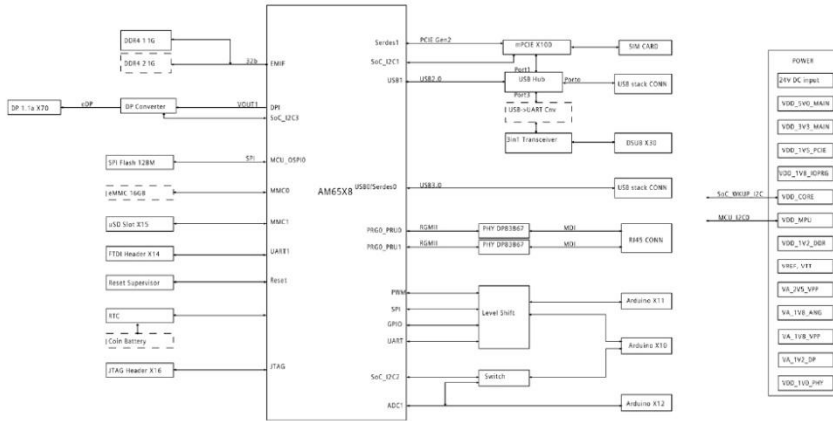 DDR4 1 1G
DDR4 2 1G
32b
EMIF
DP 1.1a X70
eDP
DP Converter
VOUT1
DPI
SoC_I2C3
SPI Flash 128M
SPI
MCU_OSPI0
eMMC 16GB
MMC0
uSD Slot X15
MMC1
FTDI Header X14
UART1
Reset Supervisor
Reset
RTC
Coin Battery
JTAG Header X16
JTAG
AM65X8
Serdes1
PCIE Gen2
mPCIE X100
SIM CARD
SoC_I2C1
Port1
USB1
USB2.0
USB Hub
Portn
USB stack CONN
Port3
USB->UART Cnv
3in1 Transceiver
DSUB X30
USB0/Serdes0
USB3.0
USB stack CONN
PRG0_PRU0
RGMII
PHY DP83867
MDI
PRG0_PRU1
RGMII
PHY DP83867
MDI
RJ45 CONN
PWM
SPI
GPIO
UART
Level Shift
Arduino X11
Arduino X10
SoC_I2C2
Switch
ADC1
Arduino X12
POWER
24V DC input
VDD_5V0_MAIN
VDD_3V3_MAIN
VDD_1V5_PCIE
VDD_1V8_IOPRG
SoC_WKUP_I2C
VDD_CORE
MCU_I2C0
VDD_MPU
VDD_1V2_DDR
VREF, VTT
VA_2V5_VPP
VA_1V8_ANG
VA_1V8_VPP
VA_1V2_DP
VDD_1V0_PHY